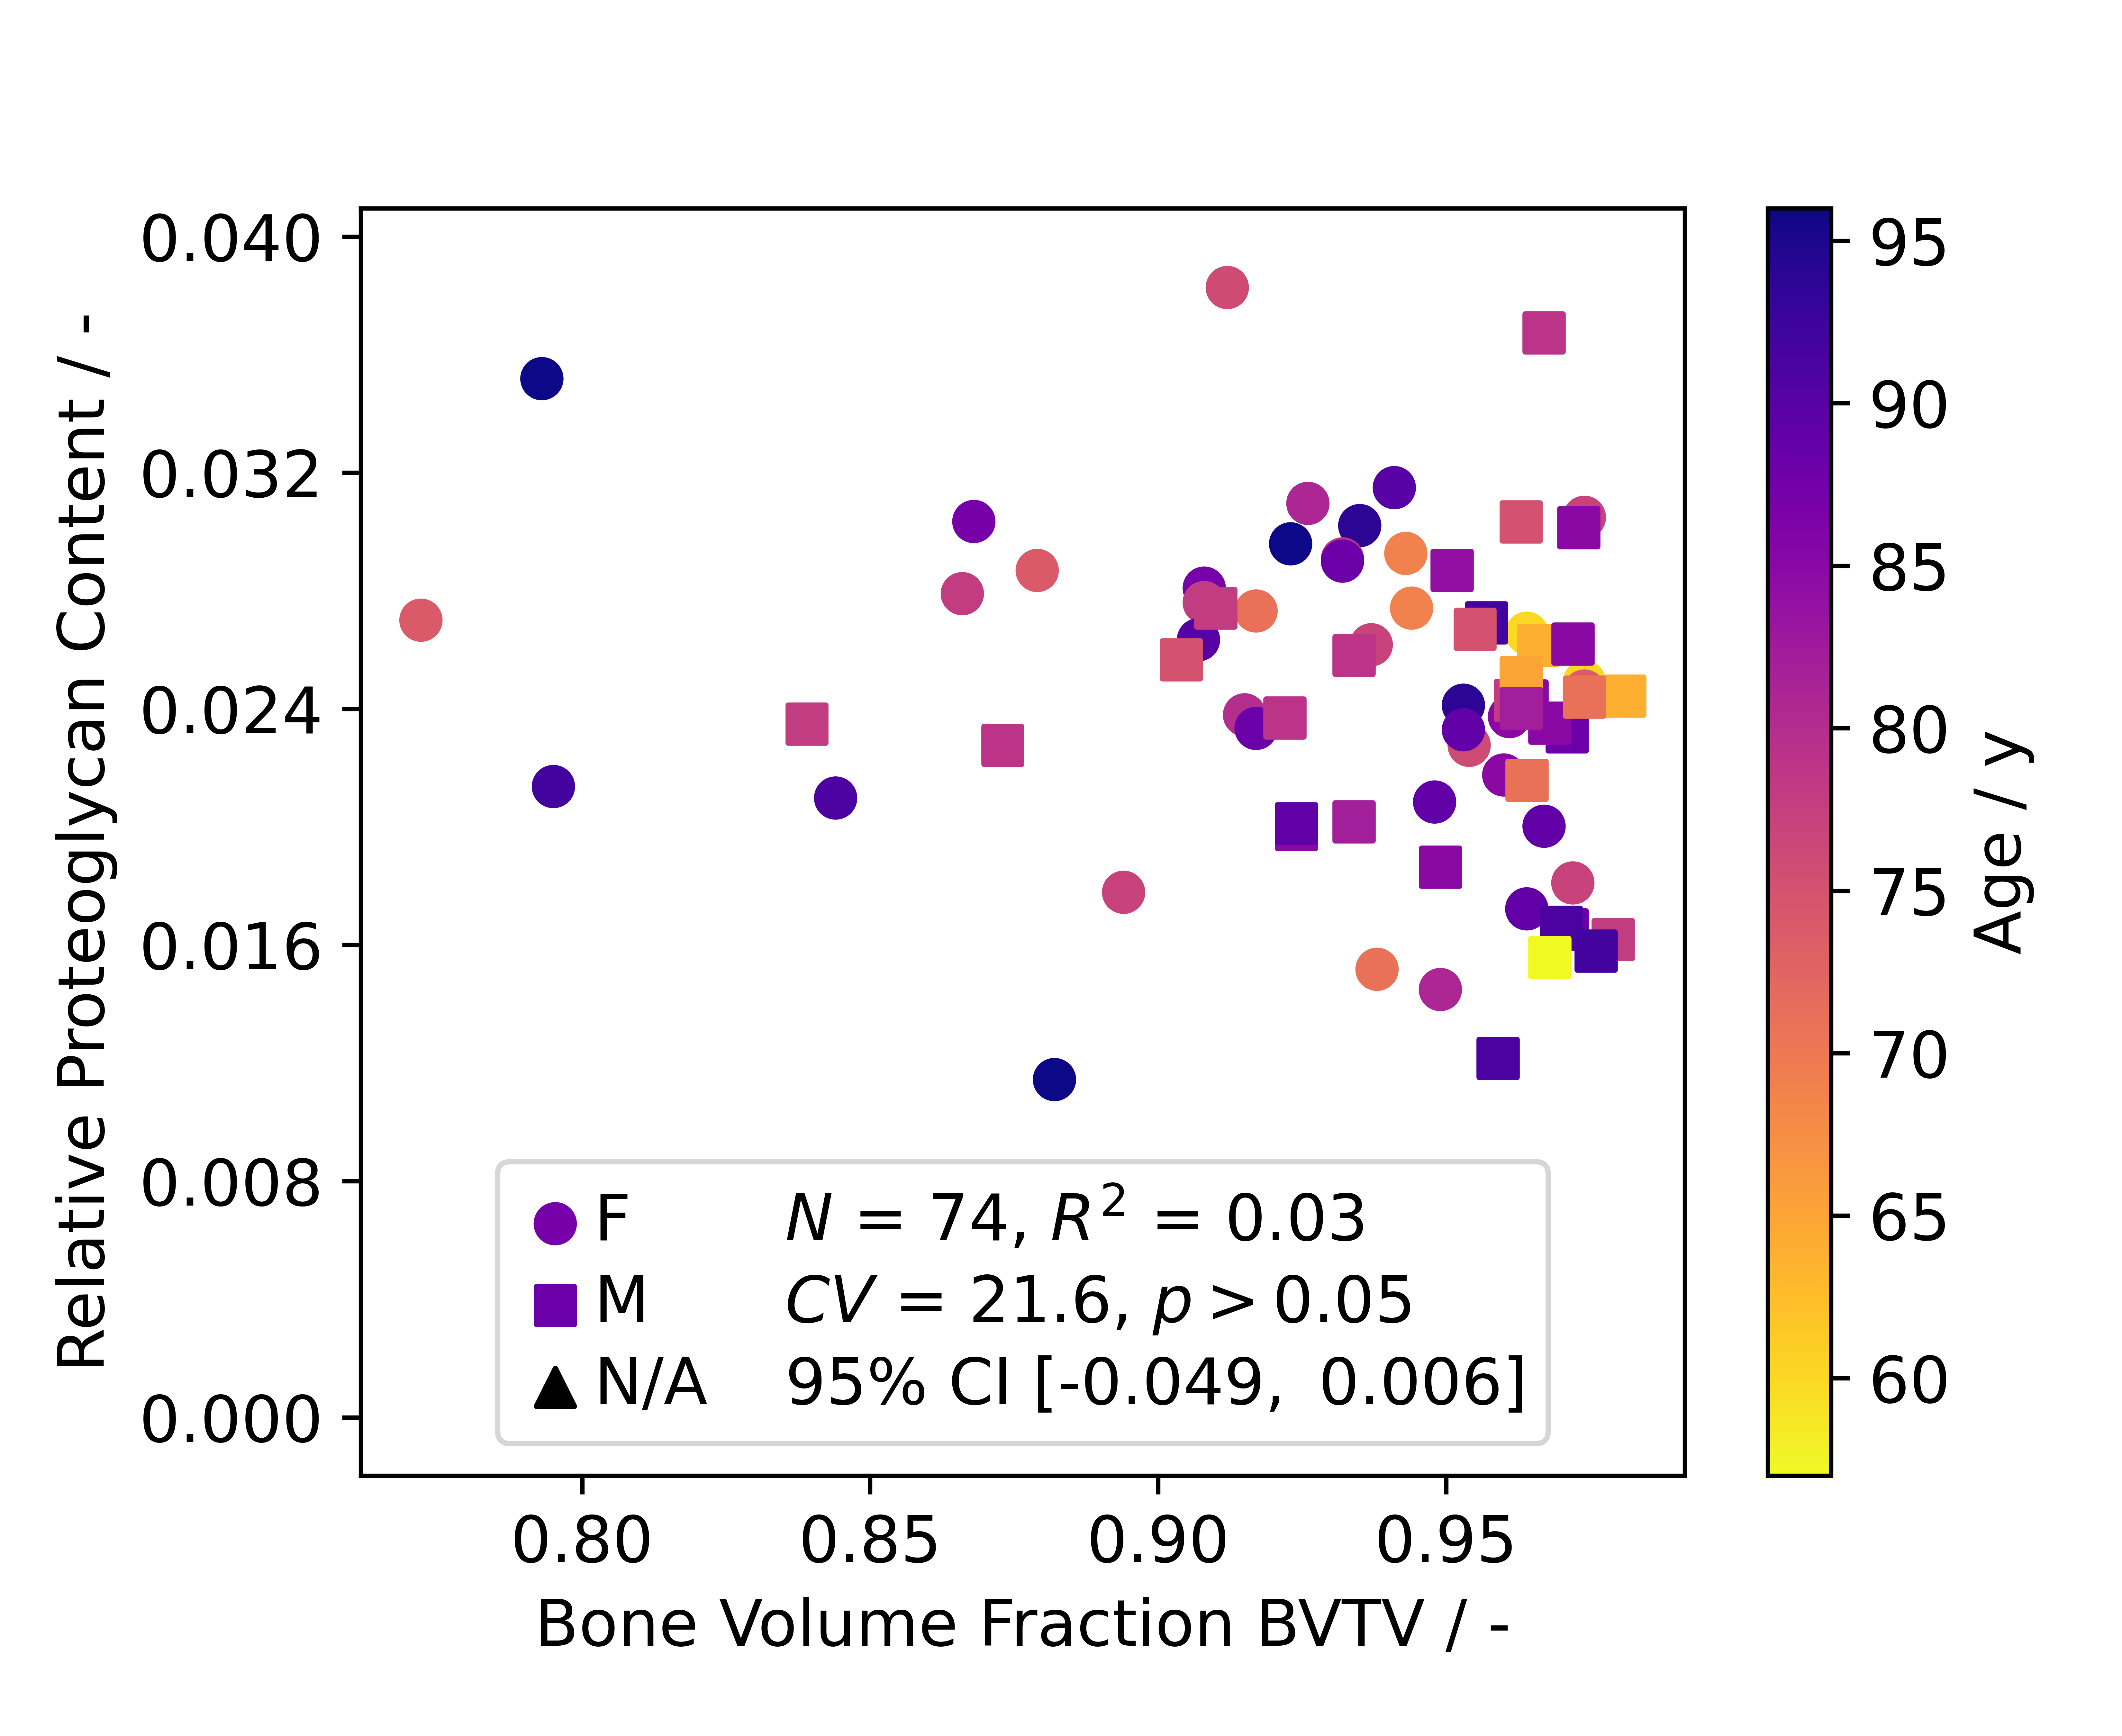 0.040
0.032
0.024
0.016
0.008
0.000
Relative Proteoglycan Content / -
0.80 0.85 0.90 0.95
Bone Volume Fraction BVTV / -
F N = 74, R² = 0.03
M CV = 21.6, p > 0.05
N/A 95% CI [-0.049, 0.006]
95
90
85
80
75
70
65
60
Age / y